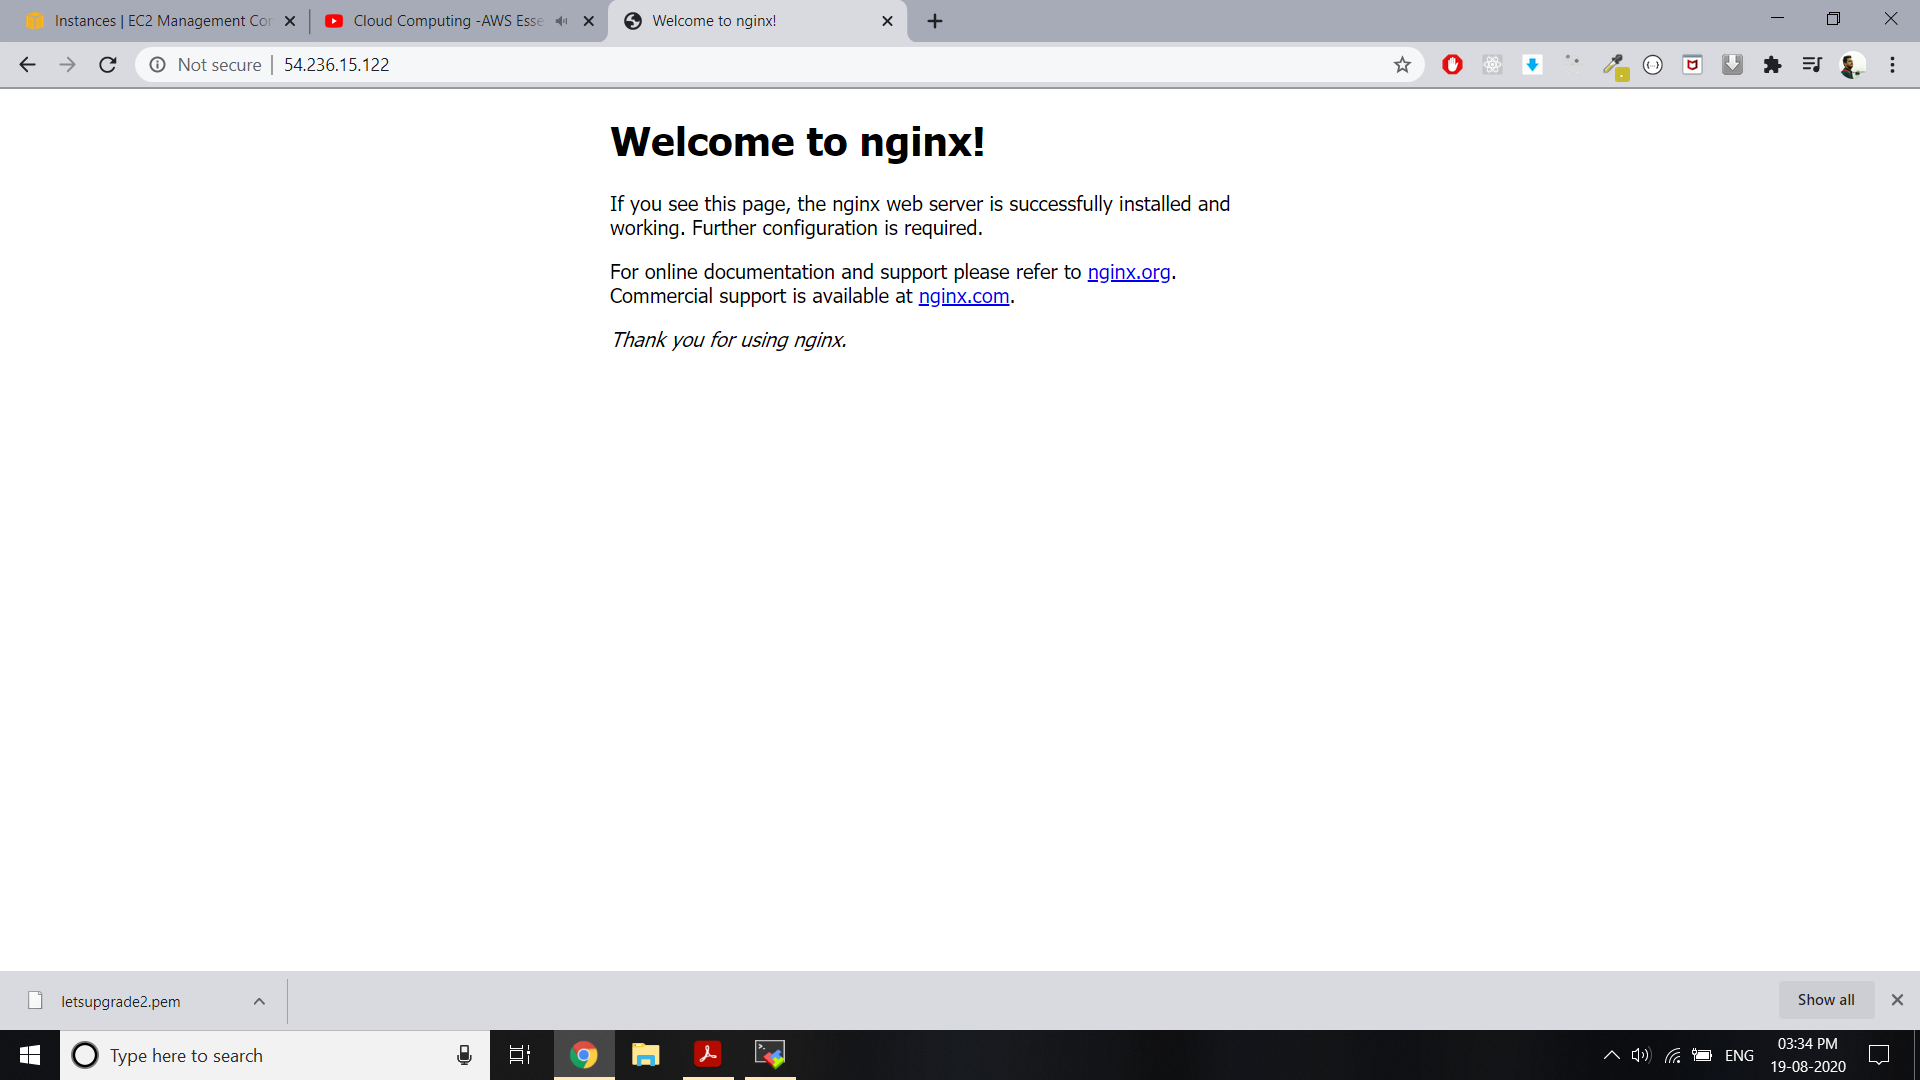 Instances | EC2 Management Con
Cloud Computing -AWS Esse
Welcome to nginx!
Not secure | 54.236.15.122
Welcome to nginx!
If you see this page, the nginx web server is successfully installed and
working. Further configuration is required.
For online documentation and support please refer to nginx.org.
Commercial support is available at nginx.com.
Thank you for using nginx.
letsupgrade2.pem
Show all
Type here to search
ENG
03:34 PM
19-08-2020